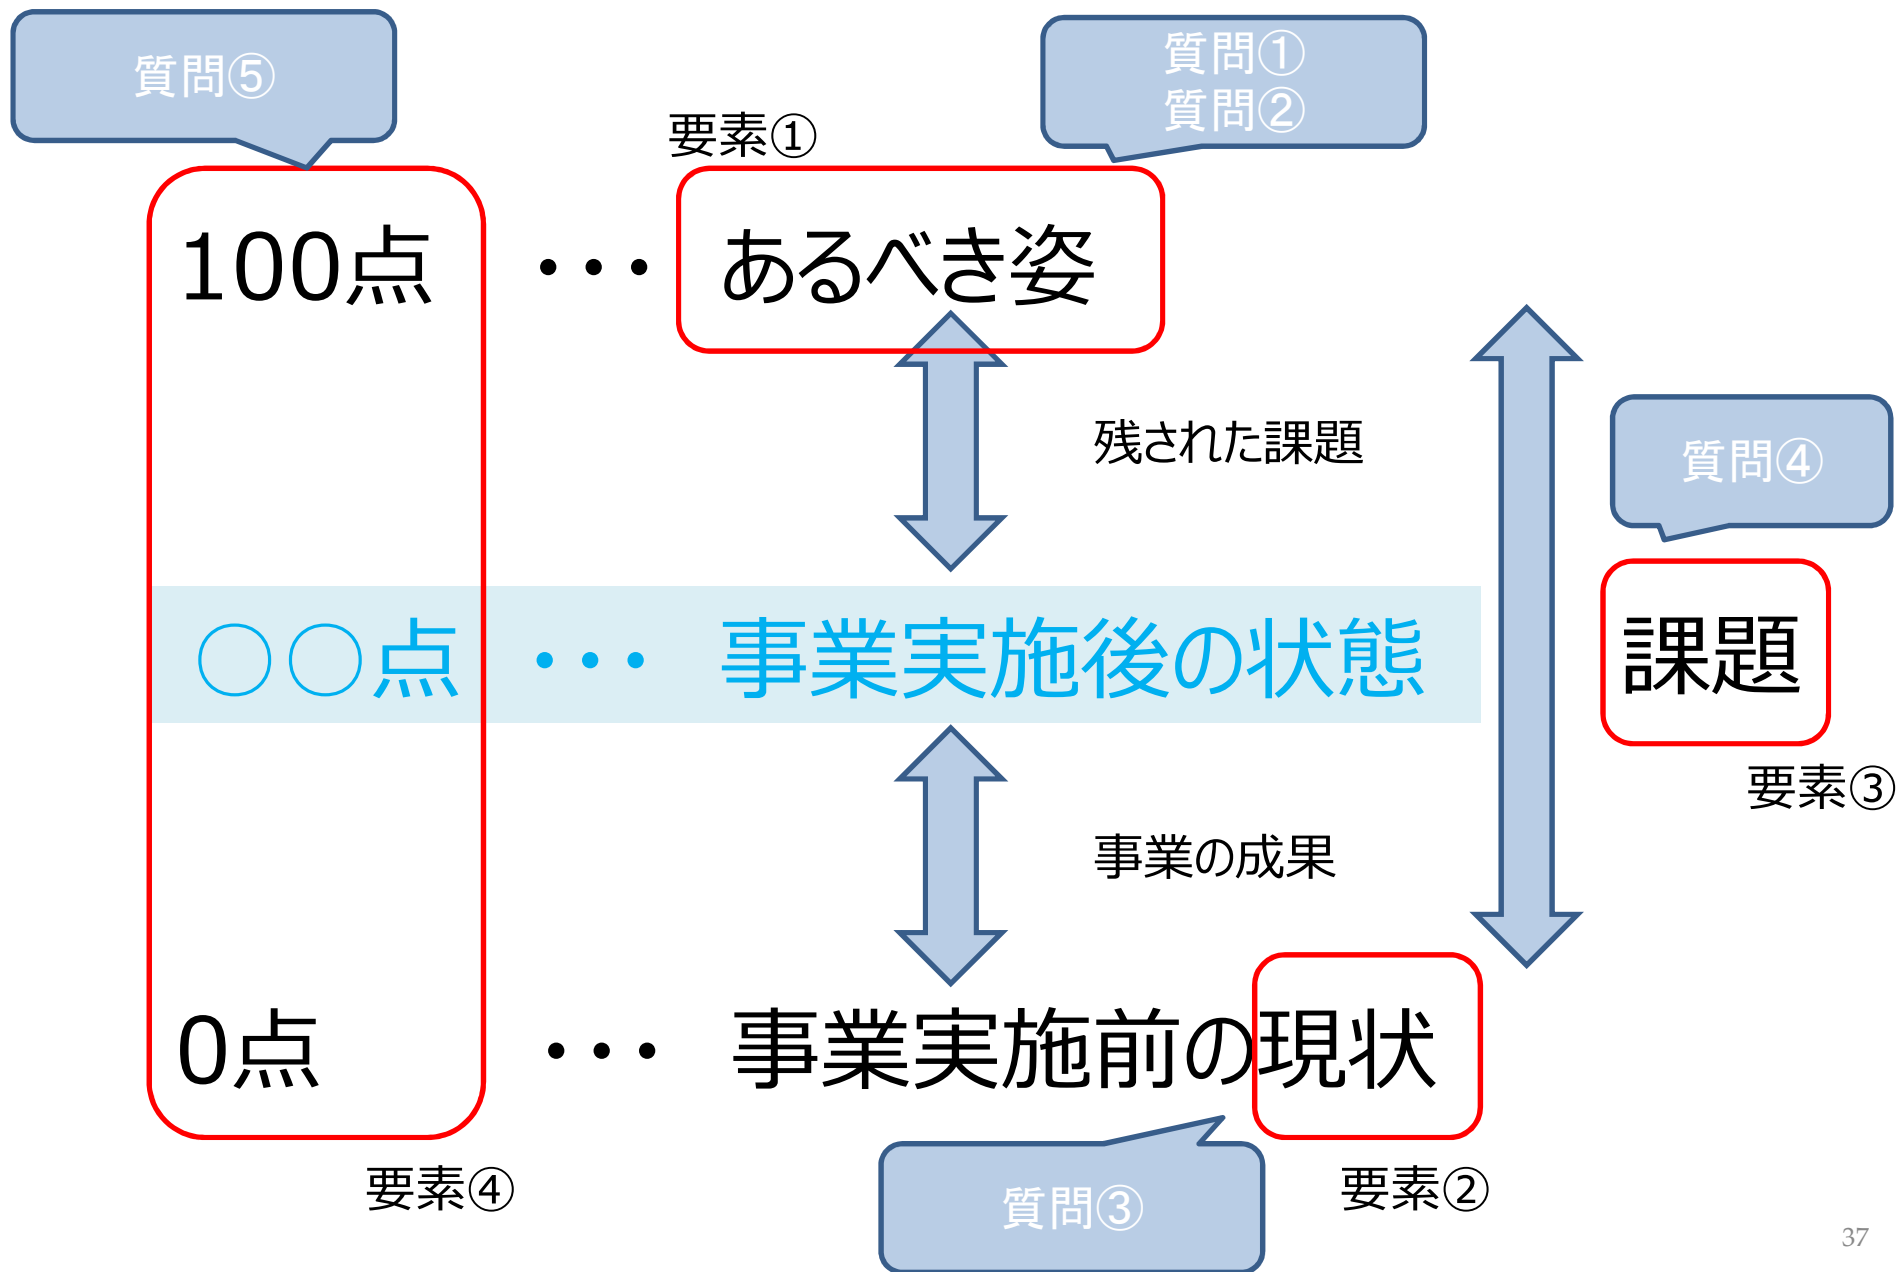 質問⑤
質問①
質問②
要素①
100点 ・・・ あるべき姿
残された課題
質問④
○○点 ・・・ 事業実施後の状態
課題
要素③
事業の成果
0点 ・・・ 事業実施前の現状
要素④
質問③
要素②
37